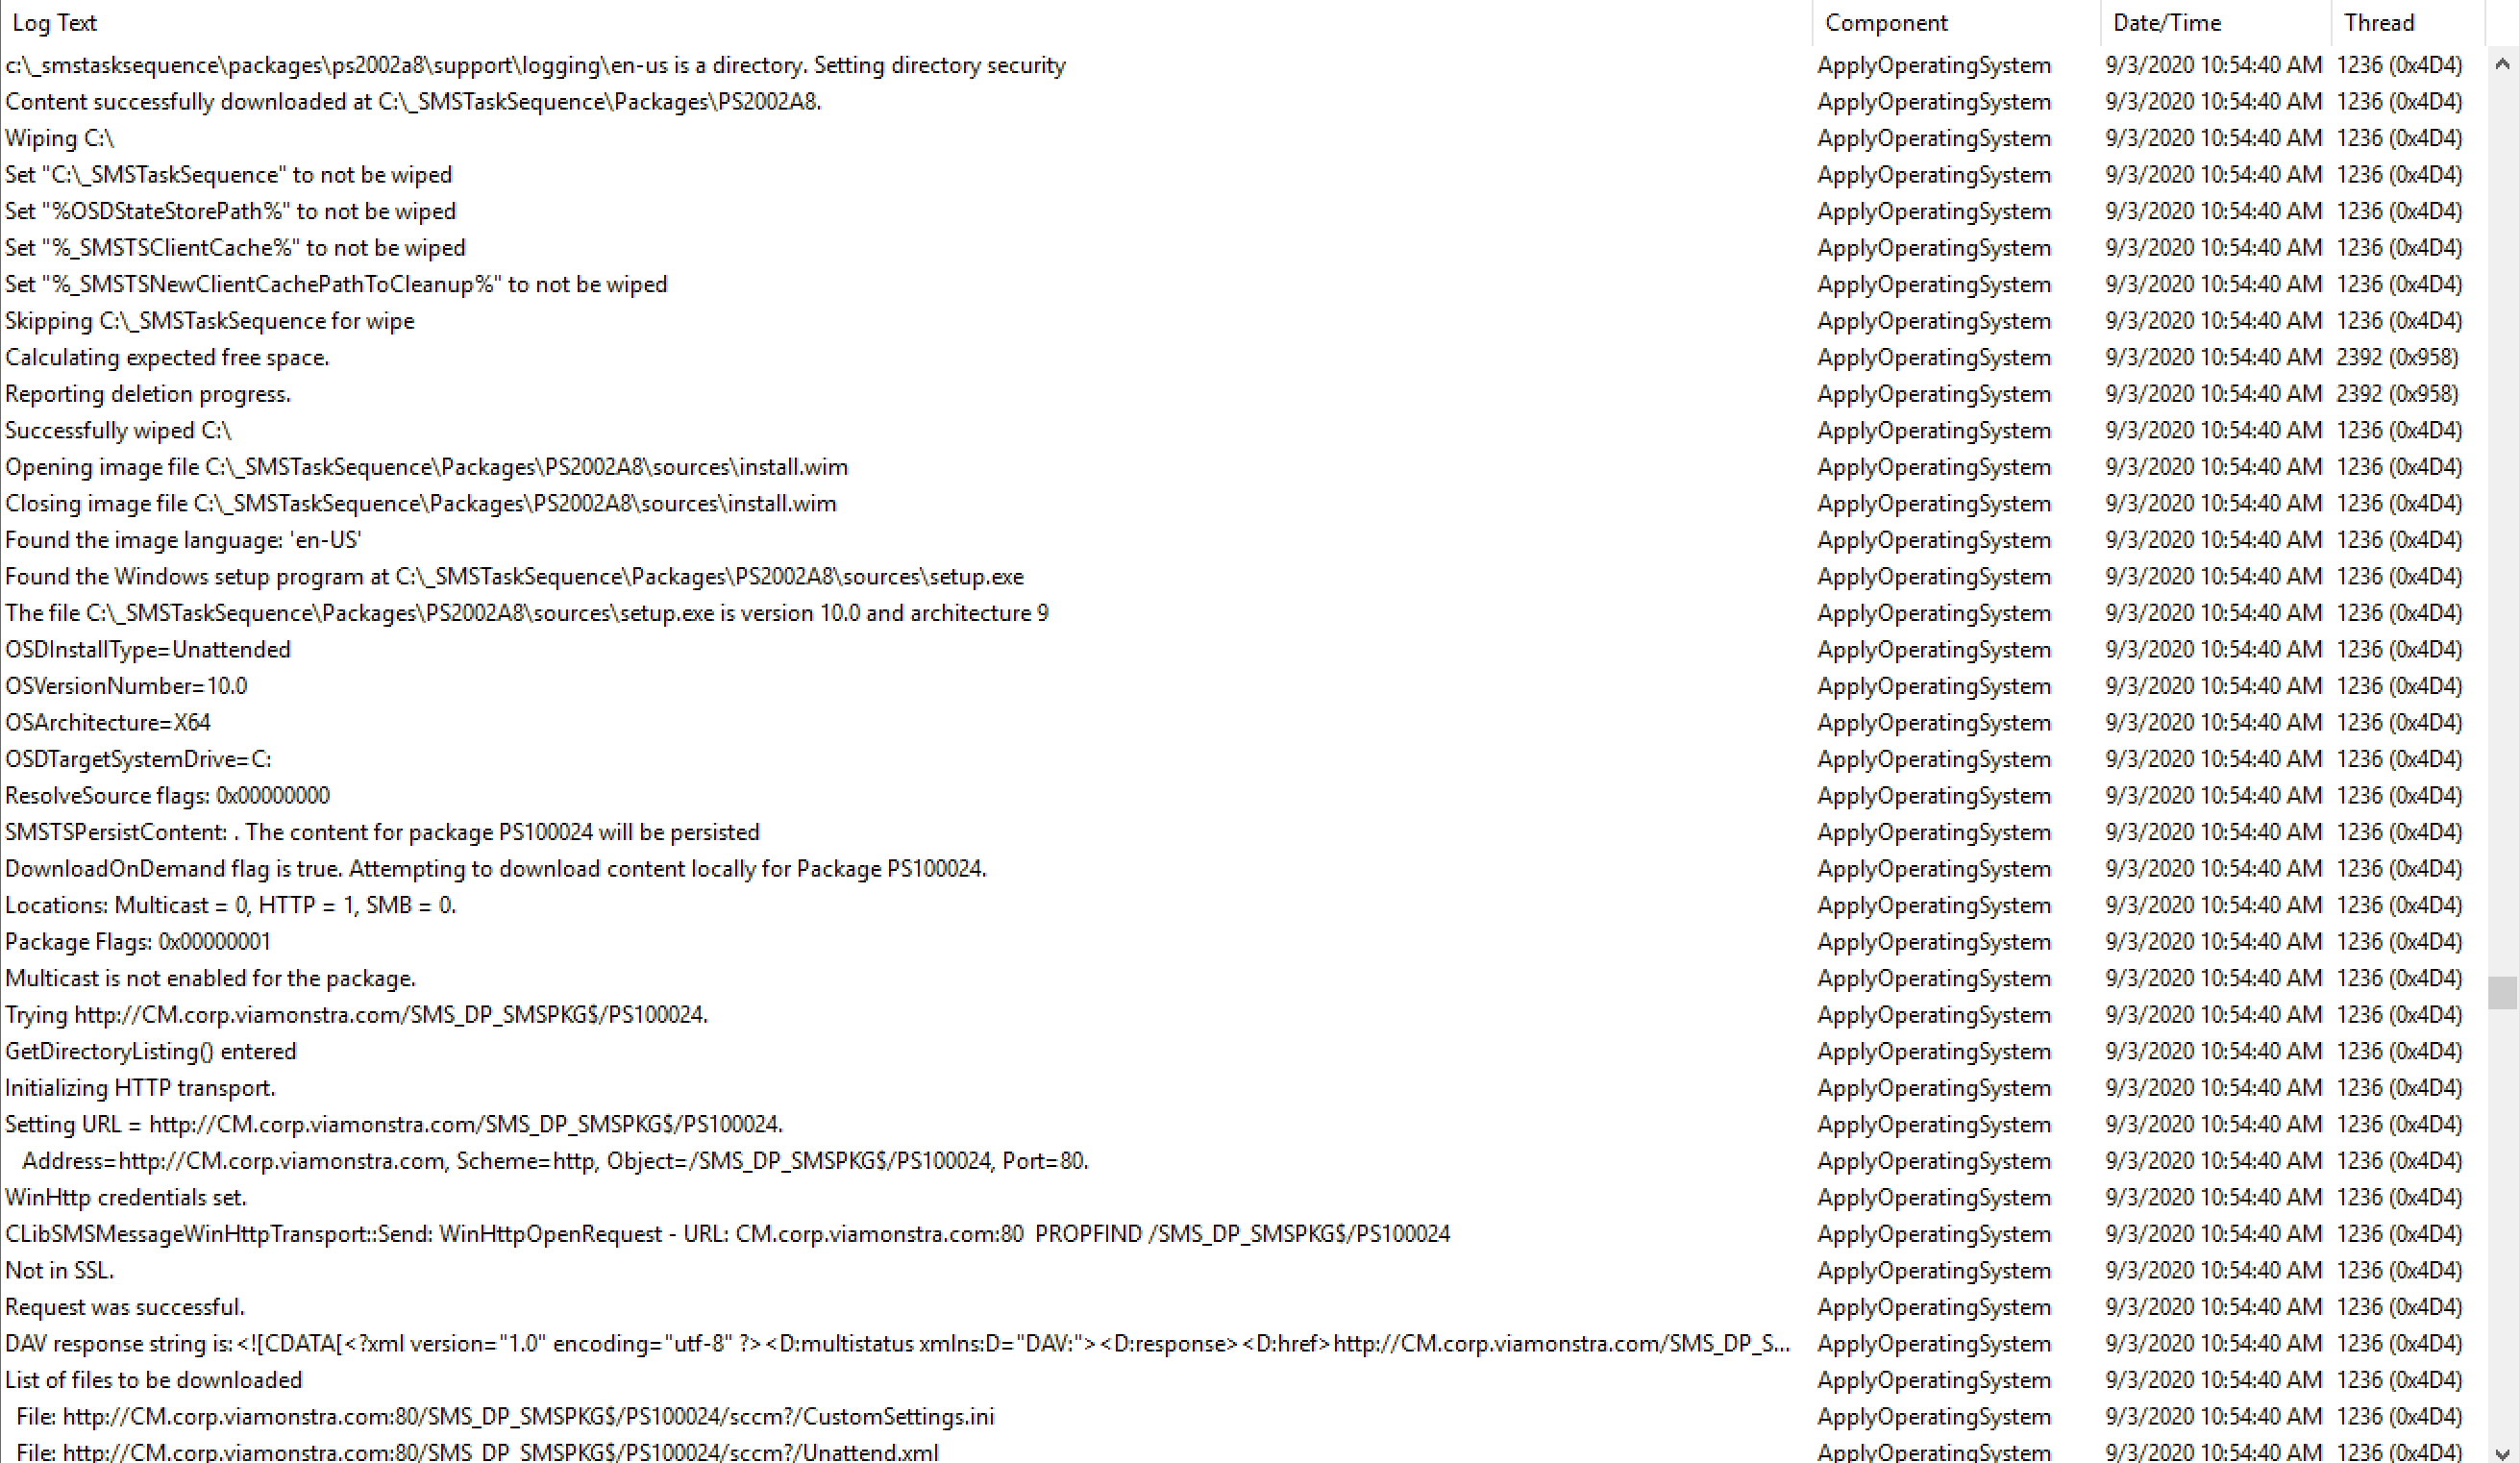 Log Text Component Date/Time Thread
c:\_smstasksequence\packages\ps2002a8\support\logging\en-us is a directory. Setting directory security ApplyOperatingSystem 9/3/2020 10:54:40 AM 1236 (0x4D4)
Content successfully downloaded at C:\_SMSTaskSequence\Packages\PS2002A8. ApplyOperatingSystem 9/3/2020 10:54:40 AM 1236 (0x4D4)
Wiping C:\ ApplyOperatingSystem 9/3/2020 10:54:40 AM 1236 (0x4D4)
Set "C:\_SMSTaskSequence" to not be wiped ApplyOperatingSystem 9/3/2020 10:54:40 AM 1236 (0x4D4)
Set "%OSDStateStorePath%" to not be wiped ApplyOperatingSystem 9/3/2020 10:54:40 AM 1236 (0x4D4)
Set "%_SMSTSClientCache%" to not be wiped ApplyOperatingSystem 9/3/2020 10:54:40 AM 1236 (0x4D4)
Set "%_SMSTSNewClientCachePathToCleanup%" to not be wiped ApplyOperatingSystem 9/3/2020 10:54:40 AM 1236 (0x4D4)
Skipping C:\_SMSTaskSequence for wipe ApplyOperatingSystem 9/3/2020 10:54:40 AM 1236 (0x4D4)
Calculating expected free space. ApplyOperatingSystem 9/3/2020 10:54:40 AM 2392 (0x958)
Reporting deletion progress. ApplyOperatingSystem 9/3/2020 10:54:40 AM 2392 (0x958)
Successfully wiped C:\ ApplyOperatingSystem 9/3/2020 10:54:40 AM 1236 (0x4D4)
Opening image file C:\_SMSTaskSequence\Packages\PS2002A8\sources\install.wim ApplyOperatingSystem 9/3/2020 10:54:40 AM 1236 (0x4D4)
Closing image file C:\_SMSTaskSequence\Packages\PS2002A8\sources\install.wim ApplyOperatingSystem 9/3/2020 10:54:40 AM 1236 (0x4D4)
Found the image language: 'en-US' ApplyOperatingSystem 9/3/2020 10:54:40 AM 1236 (0x4D4)
Found the Windows setup program at C:\_SMSTaskSequence\Packages\PS2002A8\sources\setup.exe ApplyOperatingSystem 9/3/2020 10:54:40 AM 1236 (0x4D4)
The file C:\_SMSTaskSequence\Packages\PS2002A8\sources\setup.exe is version 10.0 and architecture 9 ApplyOperatingSystem 9/3/2020 10:54:40 AM 1236 (0x4D4)
OSDInstallType=Unattended ApplyOperatingSystem 9/3/2020 10:54:40 AM 1236 (0x4D4)
OSVersionNumber=10.0 ApplyOperatingSystem 9/3/2020 10:54:40 AM 1236 (0x4D4)
OSArchitecture=X64 ApplyOperatingSystem 9/3/2020 10:54:40 AM 1236 (0x4D4)
OSDTargetSystemDrive=C: ApplyOperatingSystem 9/3/2020 10:54:40 AM 1236 (0x4D4)
ResolveSource flags: 0x00000000 ApplyOperatingSystem 9/3/2020 10:54:40 AM 1236 (0x4D4)
SMSTSPersistContent: . The content for package PS100024 will be persisted ApplyOperatingSystem 9/3/2020 10:54:40 AM 1236 (0x4D4)
DownloadOnDemand flag is true. Attempting to download content locally for Package PS100024. ApplyOperatingSystem 9/3/2020 10:54:40 AM 1236 (0x4D4)
Locations: Multicast = 0, HTTP = 1, SMB = 0. ApplyOperatingSystem 9/3/2020 10:54:40 AM 1236 (0x4D4)
Package Flags: 0x00000001 ApplyOperatingSystem 9/3/2020 10:54:40 AM 1236 (0x4D4)
Multicast is not enabled for the package. ApplyOperatingSystem 9/3/2020 10:54:40 AM 1236 (0x4D4)
Trying http://CM.corp.viamonstra.com/SMS_DP_SMSPKG$/PS100024. ApplyOperatingSystem 9/3/2020 10:54:40 AM 1236 (0x4D4)
GetDirectoryListing() entered ApplyOperatingSystem 9/3/2020 10:54:40 AM 1236 (0x4D4)
Initializing HTTP transport. ApplyOperatingSystem 9/3/2020 10:54:40 AM 1236 (0x4D4)
Setting URL = http://CM.corp.viamonstra.com/SMS_DP_SMSPKG$/PS100024. ApplyOperatingSystem 9/3/2020 10:54:40 AM 1236 (0x4D4)
Address=http://CM.corp.viamonstra.com, Scheme=http, Object=/SMS_DP_SMSPKG$/PS100024, Port=80. ApplyOperatingSystem 9/3/2020 10:54:40 AM 1236 (0x4D4)
WinHttp credentials set. ApplyOperatingSystem 9/3/2020 10:54:40 AM 1236 (0x4D4)
CLibSMSMessageWinHttpTransport::Send: WinHttpOpenRequest - URL: CM.corp.viamonstra.com:80 PROPFIND /SMS_DP_SMSPKG$/PS100024 ApplyOperatingSystem 9/3/2020 10:54:40 AM 1236 (0x4D4)
Not in SSL. ApplyOperatingSystem 9/3/2020 10:54:40 AM 1236 (0x4D4)
Request was successful. ApplyOperatingSystem 9/3/2020 10:54:40 AM 1236 (0x4D4)
DAV response string is:<![CDATA[<?xml version="1.0" encoding="utf-8" ?><D:multistatus xmlns:D="DAV:"><D:response><D:href>http://CM.corp.viamonstra.com/SMS_DP_S... ApplyOperatingSystem 9/3/2020 10:54:40 AM 1236 (0x4D4)
List of files to be downloaded ApplyOperatingSystem 9/3/2020 10:54:40 AM 1236 (0x4D4)
File: http://CM.corp.viamonstra.com:80/SMS_DP_SMSPKG$/PS100024/sccm?/CustomSettings.ini ApplyOperatingSystem 9/3/2020 10:54:40 AM 1236 (0x4D4)
File: http://CM.corp.viamonstra.com:80/SMS_DP_SMSPKG$/PS100024/sccm?/Unattend.xml ApplyOperatingSystem 9/3/2020 10:54:40 AM 1236 (0x4D4)